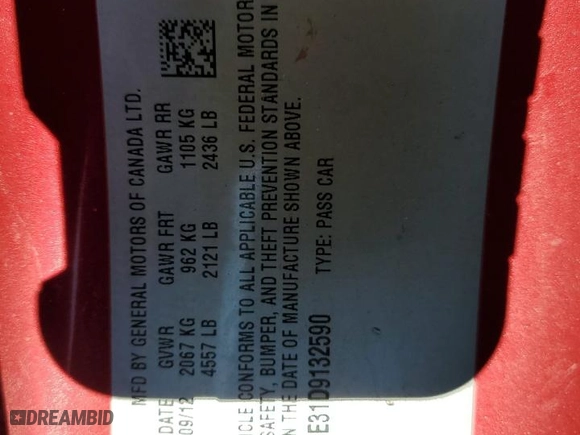 MFD BY GENERAL MOTORS OF CANADA LTD.
DATE GVWR GAWR FRT GAWR RR
09/12 2067 KG 962 KG 1105 KG
4557 LB 2121 LB 2436 LB
ICLE CONFORMS TO ALL APPLICABLE U.S. FEDERAL MOTOR
SAFETY, BUMPER, AND THEFT PREVENTION STANDARDS IN
N THE DATE OF MANUFACTURE SHOWN ABOVE.
E31D9132590 TYPE: PASS CAR
DREAMBID